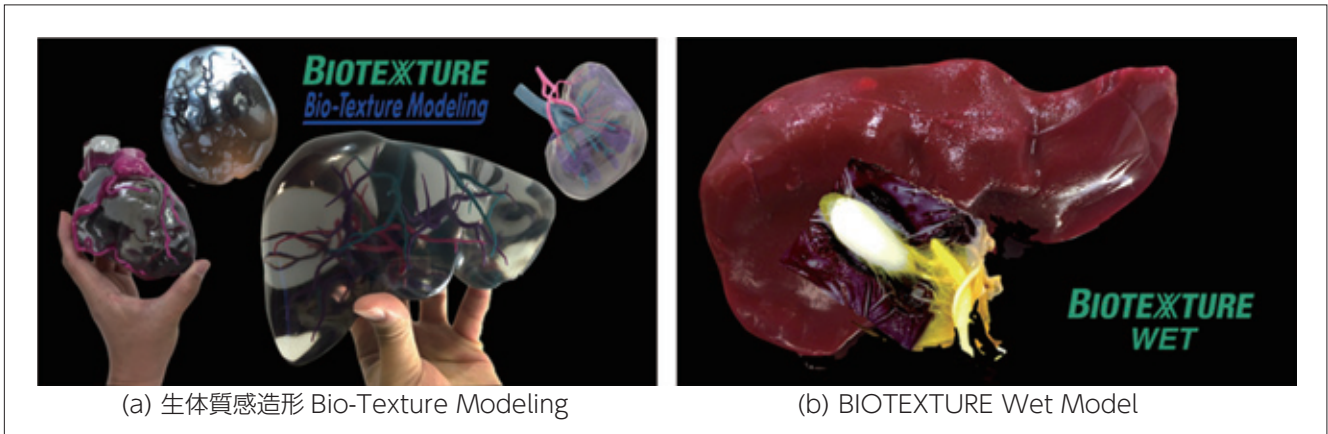 BIOTEXTURE
Bio-Texture Modeling
BIOTEXTURE
WET
(a) 生体質感造形 Bio-Texture Modeling
(b) BIOTEXTURE Wet Model